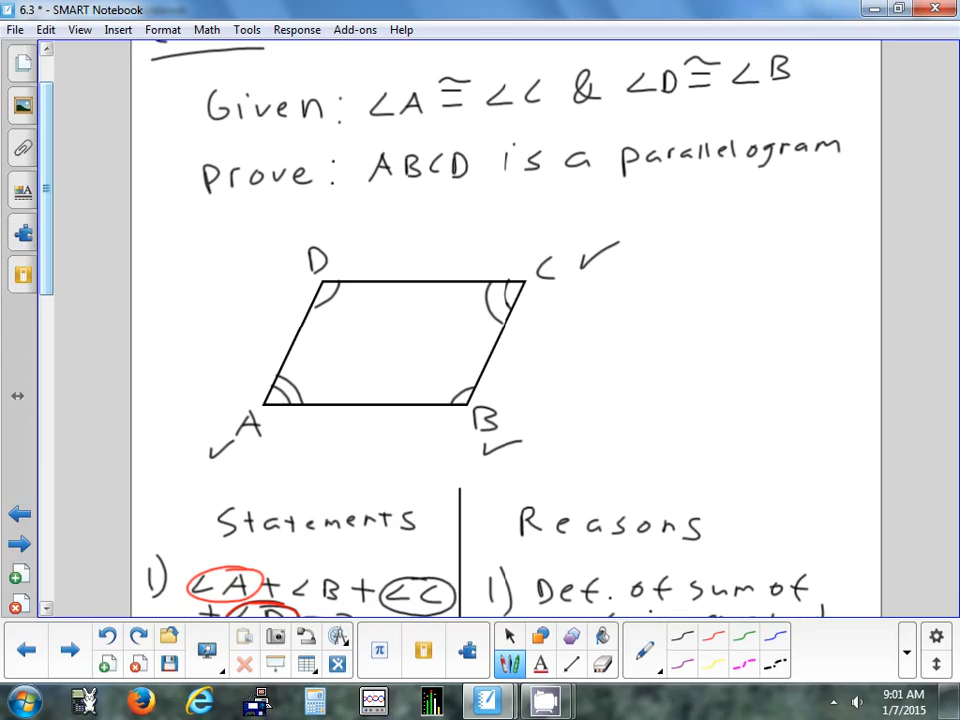 6.3 * - SMART Notebook
File Edit View Insert Format Math Tools Response Add-ons Help
Given: ∠A ≅ ∠C & ∠D ≅ ∠B
Prove: ABCD is a parallelogram
D C
A B
Statements Reasons
1) ∠A + ∠B + ∠C 1) Def. of sum of
9:01 AM
1/7/2015